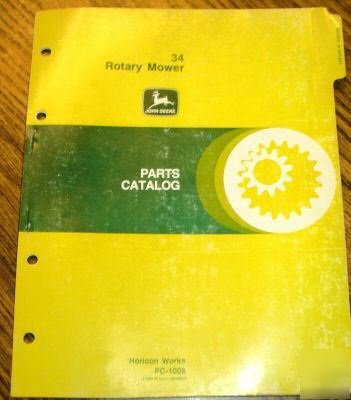 34
Rotary Mower
JOHN DEERE
PARTS
CATALOG
Horicon Works
PC-1008